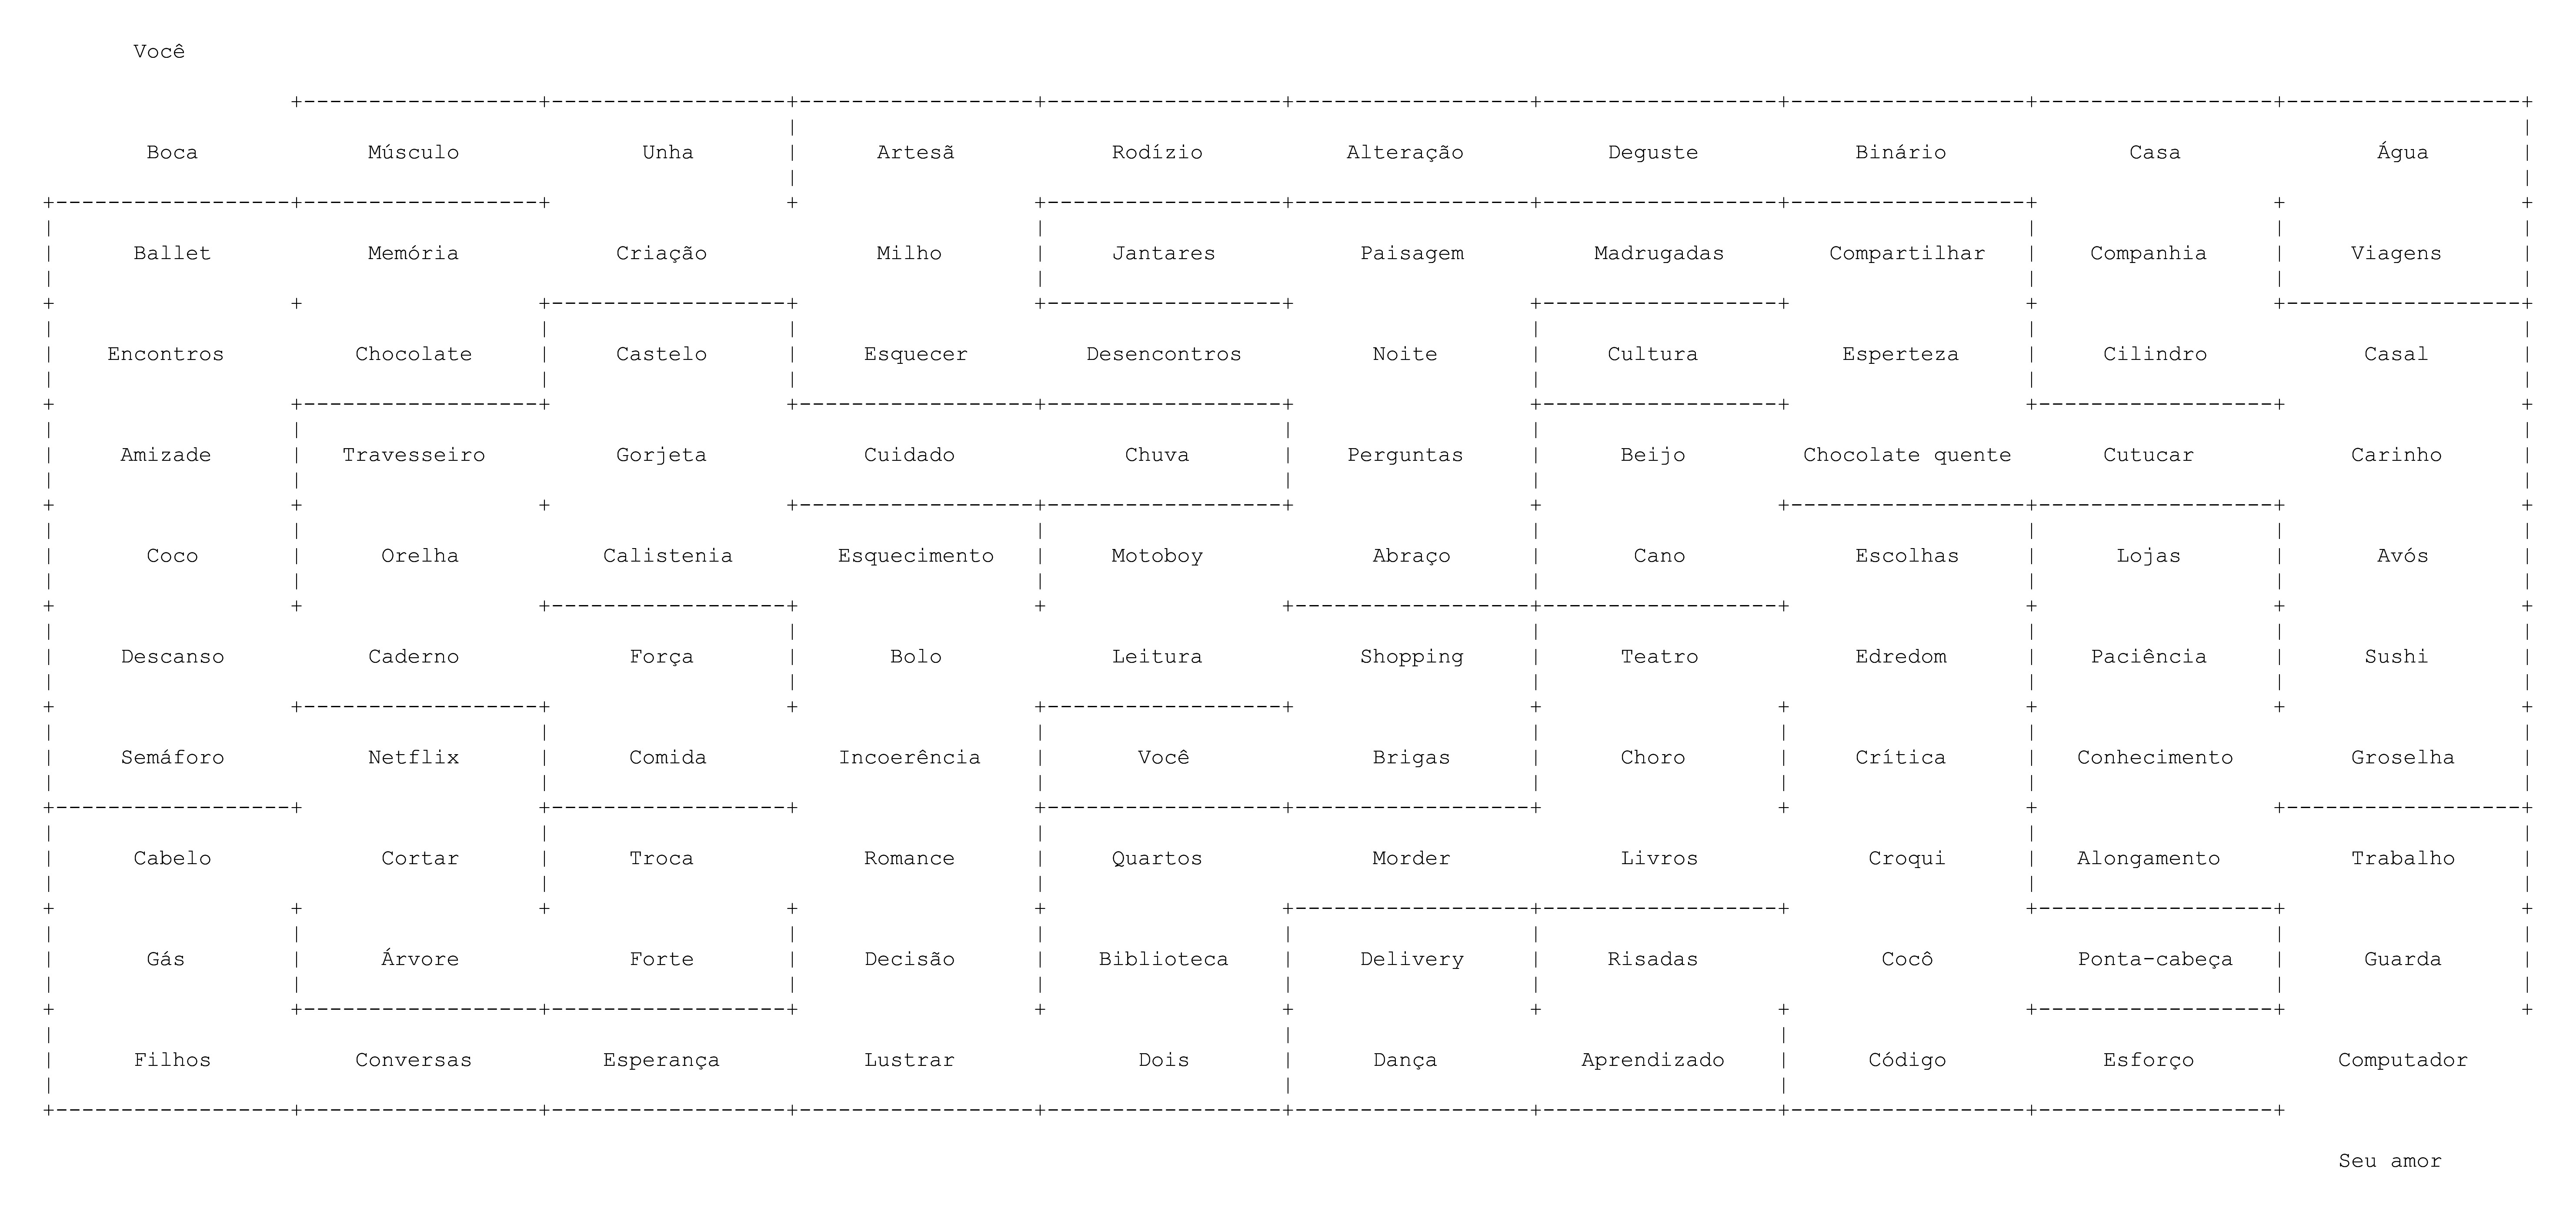 Você
Boca Músculo Unha Artesã Rodízio Alteração Deguste Binário Casa Água
Ballet Memória Criação Milho Jantares Paisagem Madrugadas Compartilhar Companhia Viagens
Encontros Chocolate Castelo Esquecer Desencontros Noite Cultura Esperteza Cilindro Casal
Amizade Travesseiro Gorjeta Cuidado Chuva Perguntas Beijo Chocolate quente Cutucar Carinho
Coco Orelha Calistenia Esquecimento Motoboy Abraço Cano Escolhas Lojas Avós
Descanso Caderno Força Bolo Leitura Shopping Teatro Edredom Paciência Sushi
Semáforo Netflix Comida Incoerência Você Brigas Choro Crítica Conhecimento Groselha
Cabelo Cortar Troca Romance Quartos Morder Livros Croqui Alongamento Trabalho
Gás Árvore Forte Decisão Biblioteca Delivery Risadas Cocô Ponta-cabeça Guarda
Filhos Conversas Esperança Lustrar Dois Dança Aprendizado Código Esforço Computador
Seu amor